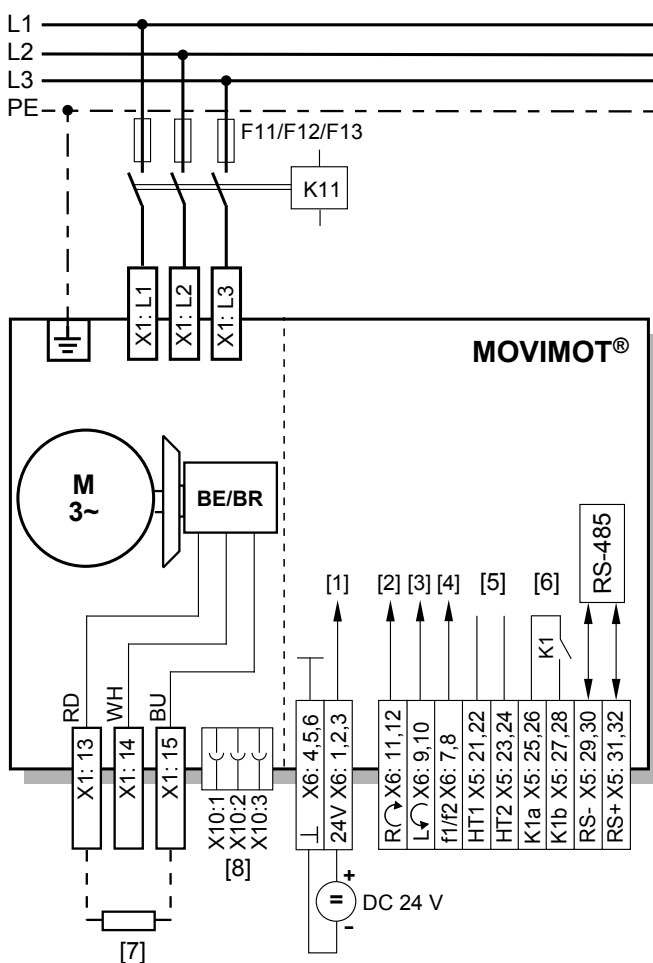 L1
L2
L3
PE
F11/F12/F13
K11
X1: L1
X1: L2
X1: L3
MOVIMOT®
M
3~
BE/BR
RS-485
[1]
[2]
[3]
[4]
[5]
[6]
K1
RD
WH
BU
X1: 13
X1: 14
X1: 15
X10:1
X10:2
X10:3
[8]
⊥ X6: 4,5,6
24V X6: 1,2,3
R X6: 11,12
L X6: 9,10
f1/f2 X6: 7,8
HT1 X5: 21,22
HT2 X5: 23,24
K1a X5: 25,26
K1b X5: 27,28
RS- X5: 29,30
RS+ X5: 31,32
+
=
-
DC 24 V
[7]